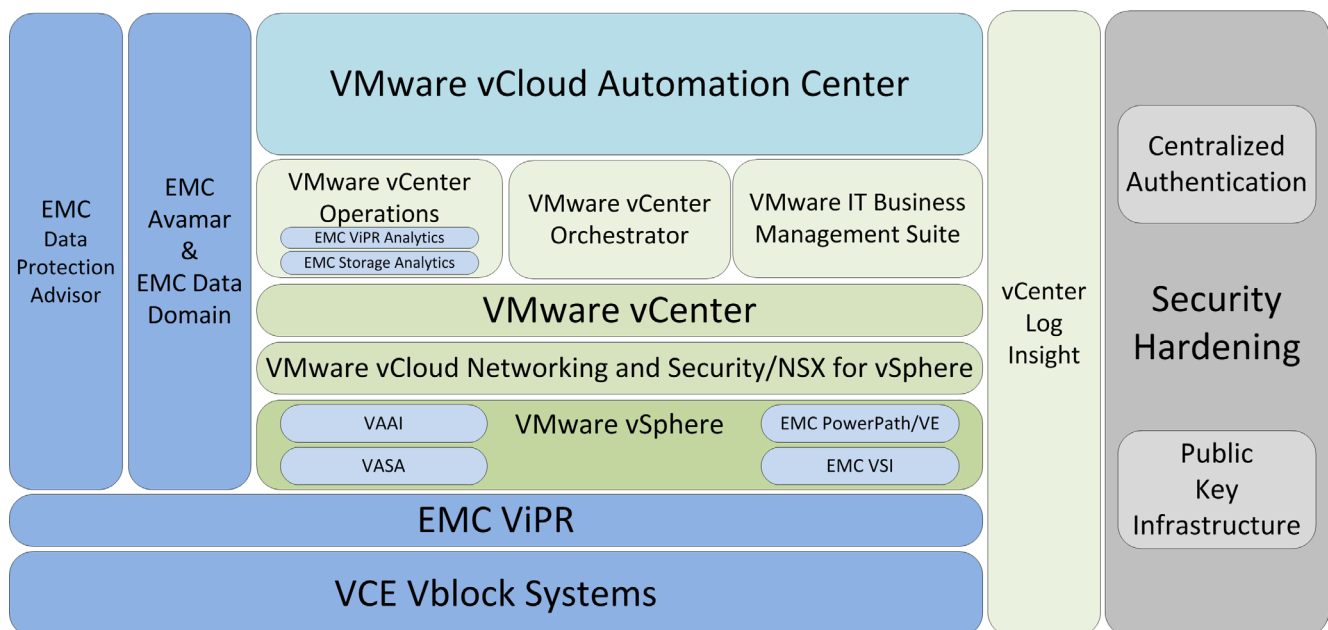 EMC
Data
Protection
Advisor
EMC
Avamar
&
EMC Data
Domain
VMware vCloud Automation Center
VMware vCenter
Operations
EMC ViPR Analytics
EMC Storage Analytics
VMware vCenter
Orchestrator
VMware IT Business
Management Suite
VMware vCenter
VMware vCloud Networking and Security/NSX for vSphere
VMware vSphere
VAAI
VASA
EMC PowerPath/VE
EMC VSI
EMC ViPR
VCE Vblock Systems
vCenter
Log
Insight
Centralized
Authentication
Security
Hardening
Public
Key
Infrastructure